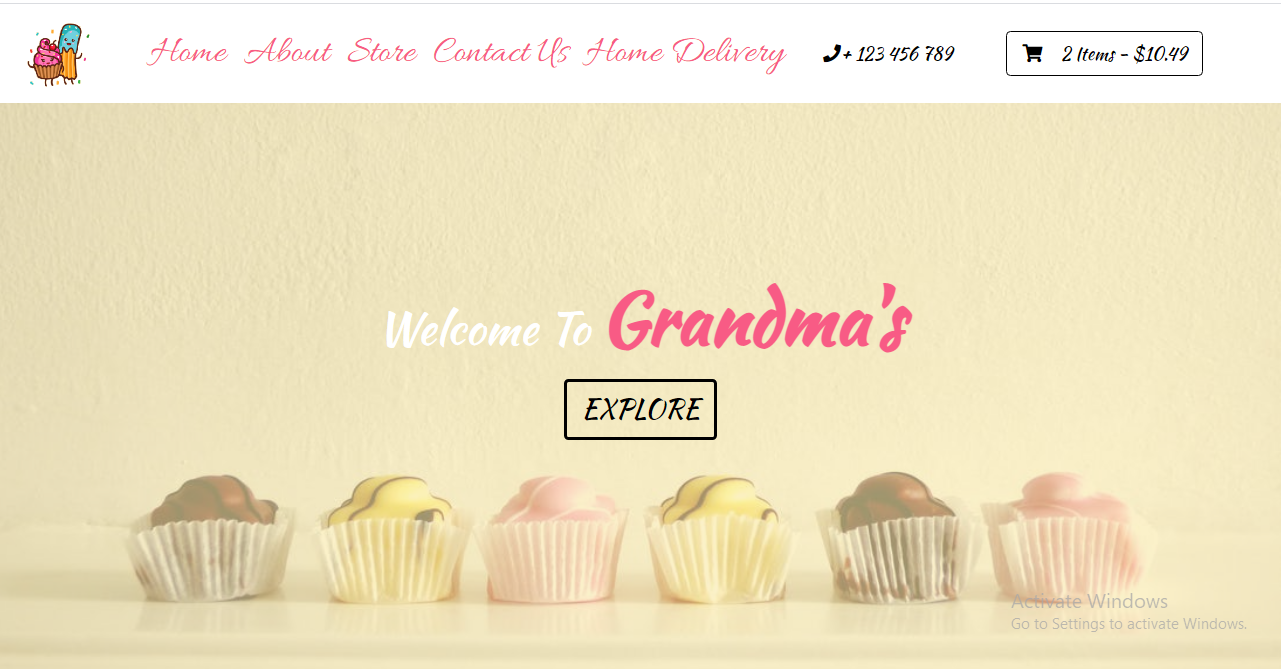 Home About Store Contact Us Home Delivery + 123 456 789 2 Items - $10.49
Welcome To Grandma's
EXPLORE
Activate Windows
Go to Settings to activate Windows.